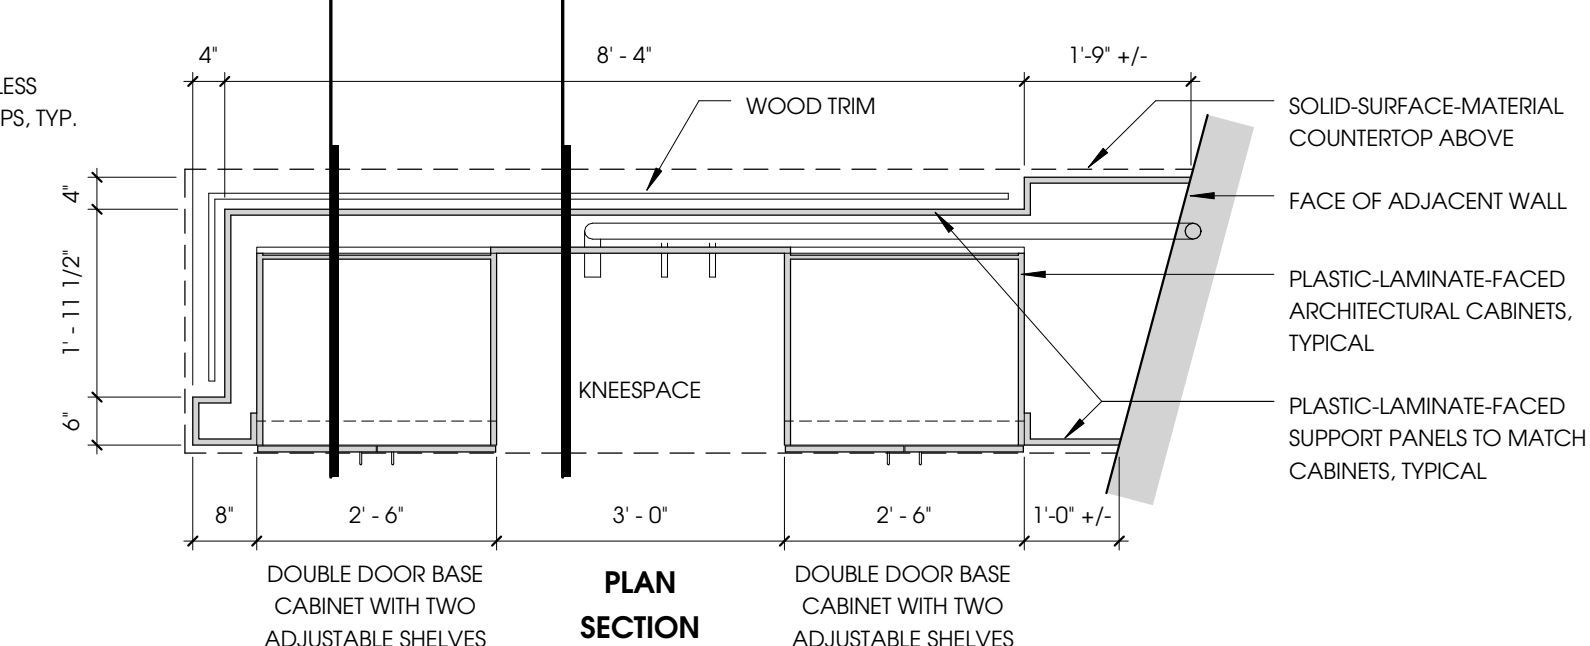 4"
8' - 4"
1'-9" +/-
LESS
PS, TYP.
WOOD TRIM
SOLID-SURFACE-MATERIAL
COUNTERTOP ABOVE
4"
FACE OF ADJACENT WALL
1' - 11 1/2"
PLASTIC-LAMINATE-FACED
ARCHITECTURAL CABINETS,
TYPICAL
KNEESPACE
6"
PLASTIC-LAMINATE-FACED
SUPPORT PANELS TO MATCH
CABINETS, TYPICAL
8"
2' - 6"
3' - 0"
2' - 6"
1'-0" +/-
DOUBLE DOOR BASE
CABINET WITH TWO
ADJUSTABLE SHELVES
PLAN
SECTION
DOUBLE DOOR BASE
CABINET WITH TWO
ADJUSTABLE SHELVES